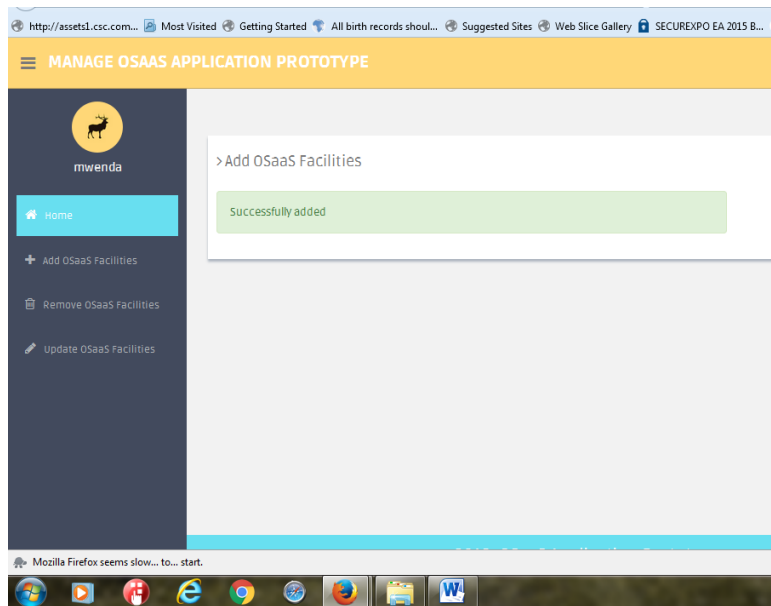 http://assets1.csc.com... Most Visited Getting Started All birth records shoul... Suggested Sites Web Slice Gallery SECUREXPO EA 2015 B...
MANAGE OSAAS APPLICATION PROTOTYPE
mwenda
> Add OSaaS Facilities
Successfully added
Home
Add OSaaS Facilities
Remove OSaaS Facilities
Update OSaaS Facilities
Mozilla Firefox seems slow... to... start.